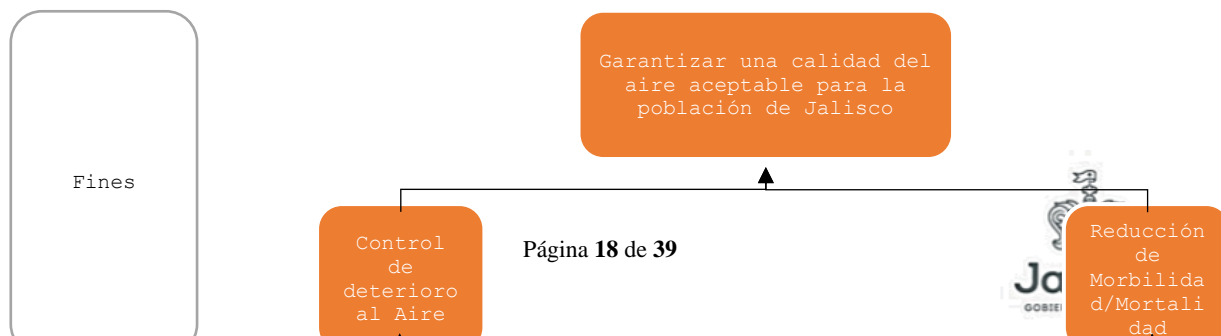 Garantizar una calidad del
aire aceptable para la
población de Jalisco
Fines
Control
de
deterioro
al Aire
Página 18 de 39
Reducción
de
Morbilida
d/Mortali
dad
Ja